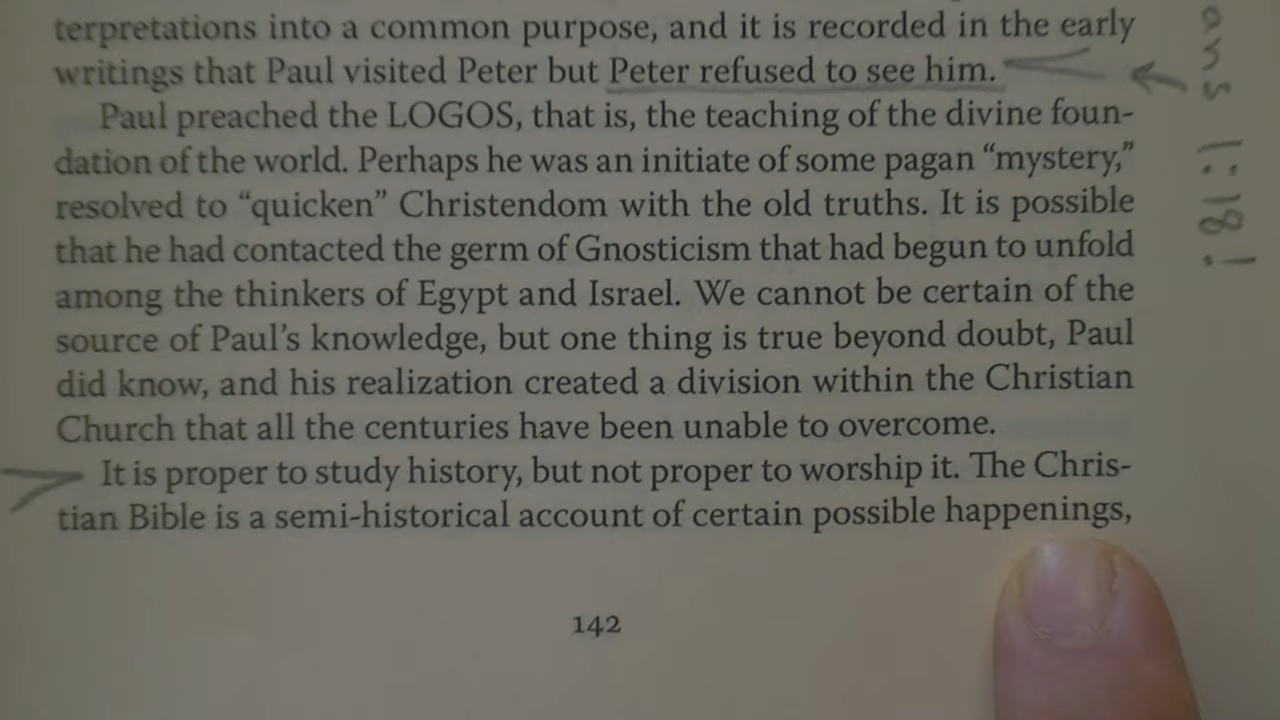 terpretations into a common purpose, and it is recorded in the early
writings that Paul visited Peter but Peter refused to see him.
Paul preached the LOGOS, that is, the teaching of the divine foun-
dation of the world. Perhaps he was an initiate of some pagan “mystery,”
resolved to “quicken” Christendom with the old truths. It is possible
that he had contacted the germ of Gnosticism that had begun to unfold
among the thinkers of Egypt and Israel. We cannot be certain of the
source of Paul’s knowledge, but one thing is true beyond doubt, Paul
did know, and his realization created a division within the Christian
Church that all the centuries have been unable to overcome.
It is proper to study history, but not proper to worship it. The Chris-
tian Bible is a semi-historical account of certain possible happenings,
142
ans 1:18!